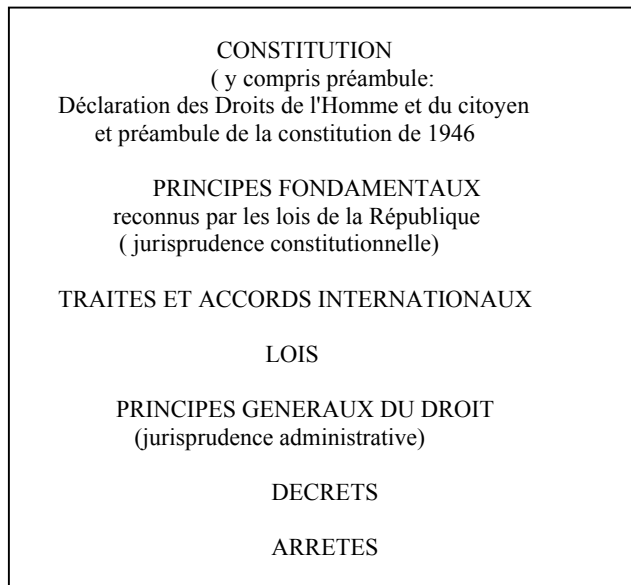 CONSTITUTION
( y compris préambule:
Déclaration des Droits de l'Homme et du citoyen
et préambule de la constitution de 1946
PRINCIPES FONDAMENTAUX
reconnus par les lois de la République
( jurisprudence constitutionnelle)
TRAITES ET ACCORDS INTERNATIONAUX
LOIS
PRINCIPES GENERAUX DU DROIT
(jurisprudence administrative)
DECRETS
ARRETES